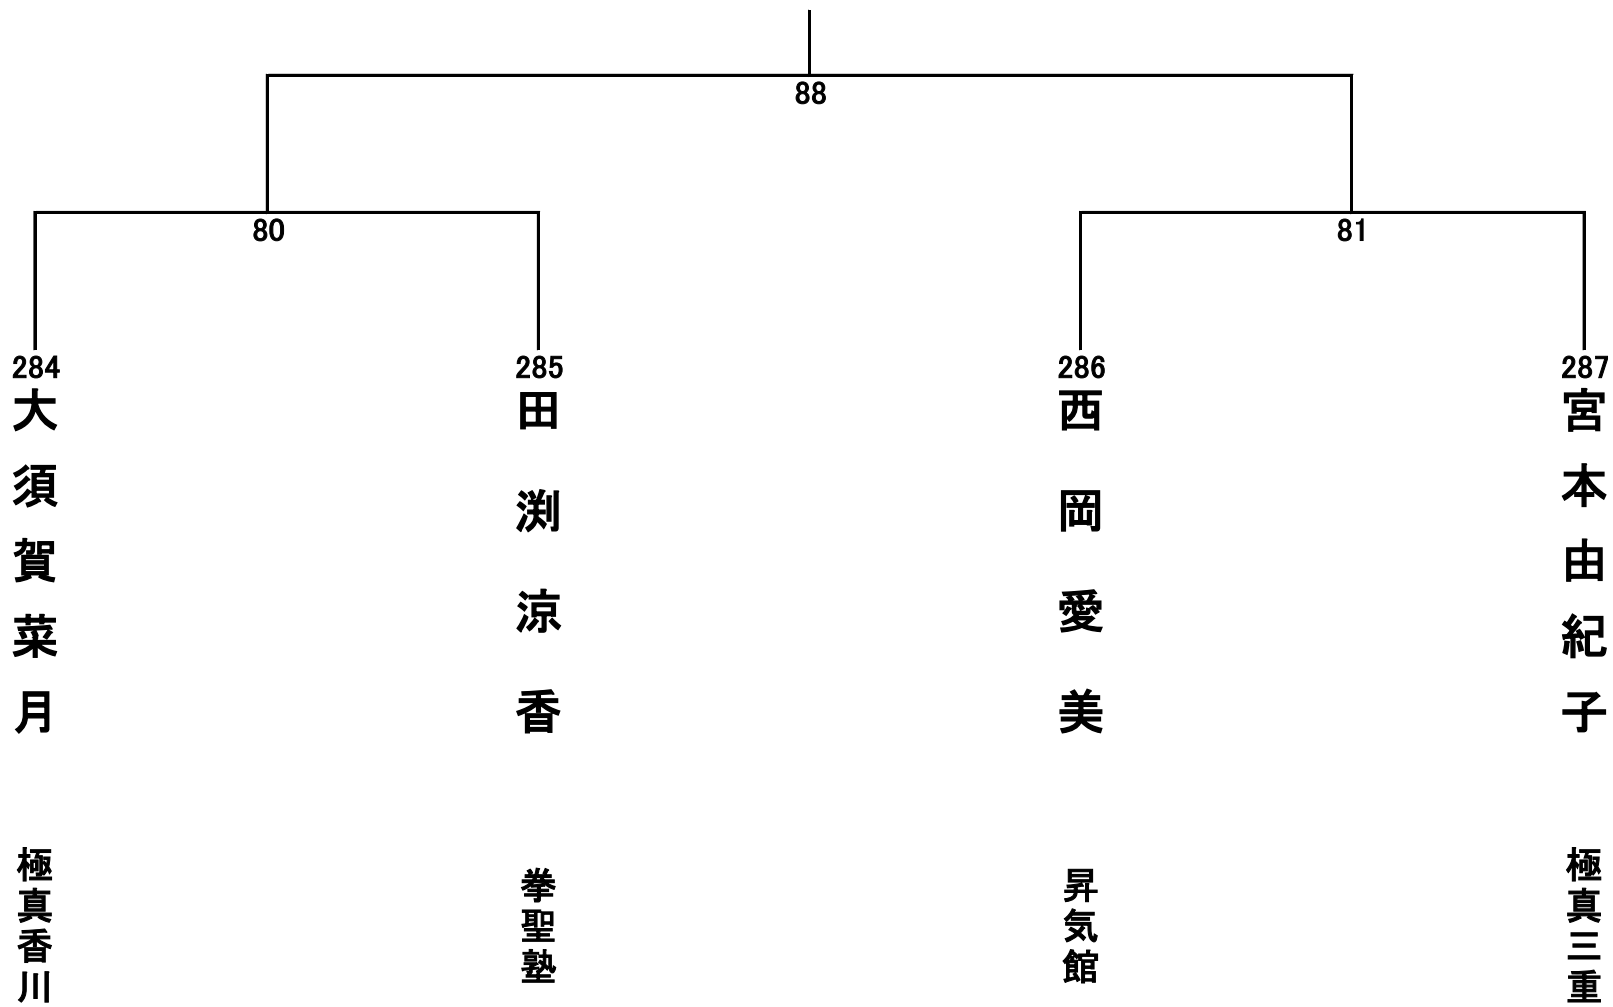 88
80
81
284
大須賀菜月
極真香川
285
田渕涼香
拳聖塾
286
西岡愛美
昇気館
287
宮本由紀子
極真三重